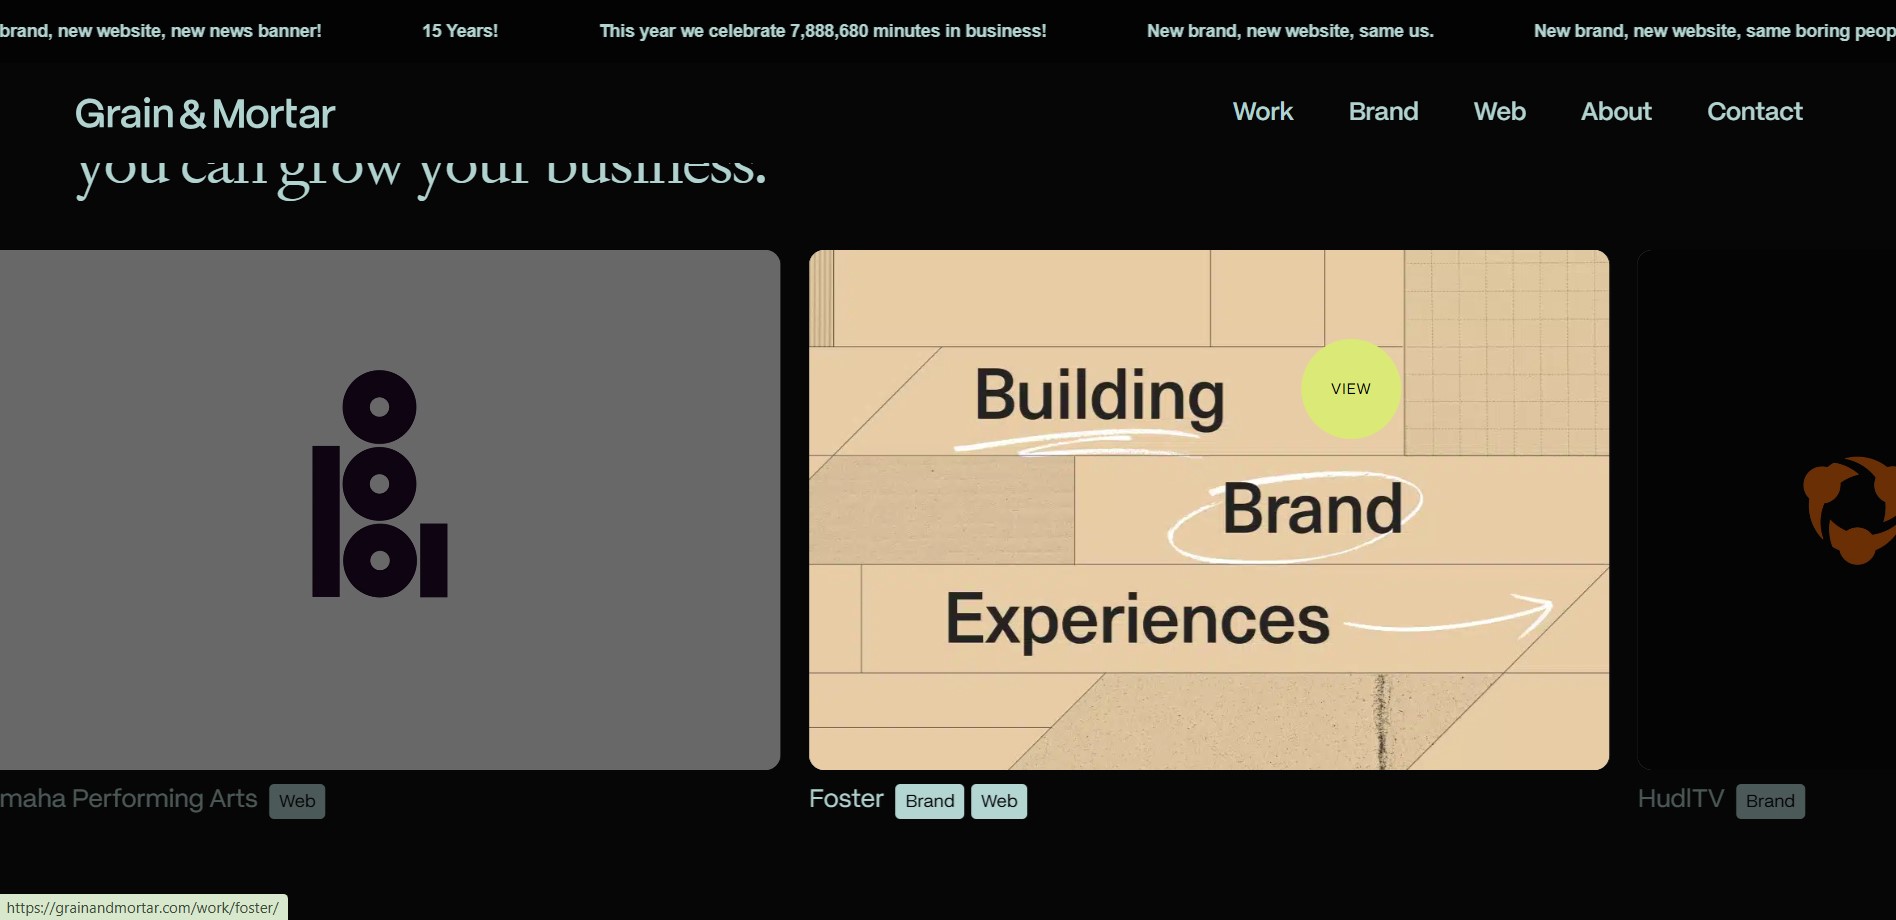 brand, new website, new news banner! 15 Years! This year we celebrate 7,888,680 minutes in business! New brand, new website, same us. New brand, new website, same boring peop
Grain & Mortar Work Brand Web About Contact
you can grow your business.
Building
VIEW
Brand
Experiences
maha Performing Arts Web
Foster Brand Web
HudlTV Brand
https://grainandmortar.com/work/foster/